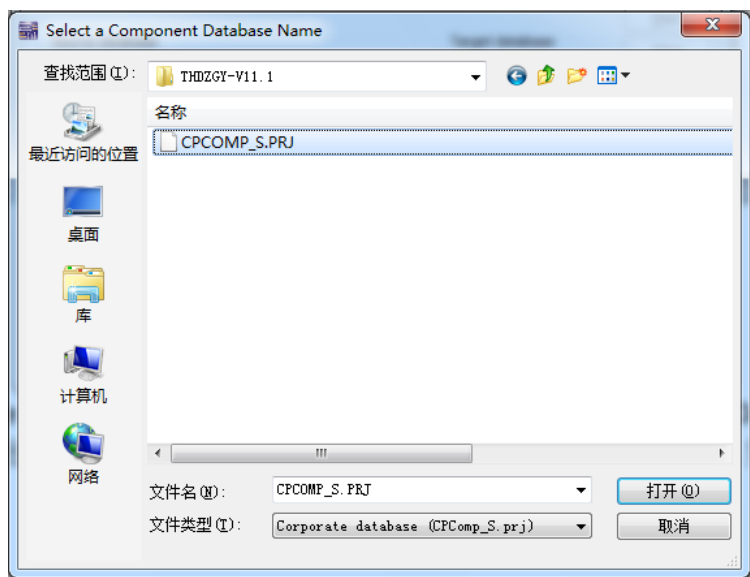 Select a Component Database Name
查找范围(I):
THDZGY-V11.1
名称
CPCOMP_S.PRJ
最近访问的位置
桌面
库
计算机
网络
文件名(N):
CPCOMP_S.PRJ
打开(O)
文件类型(T):
Corporate database (CPComp_S.prj)
取消